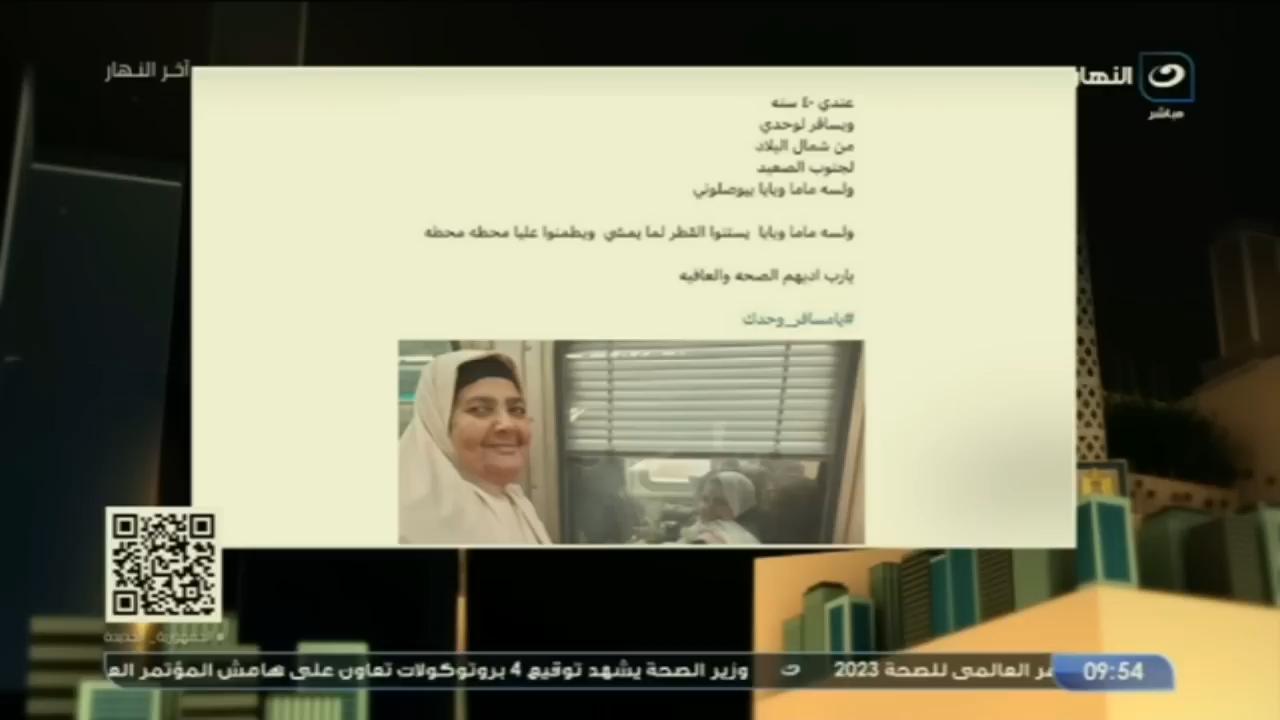 آخر النهار
النهار
مباشر
عندي ٤٠ سنه
وبسافر لوحدي
من شمال البلاد
لجنوب الصعيد
ولسه ماما وبابا بيوصلوني
ولسه ماما وبابا يستنوا القطر لما يمشي ويطمنوا عليا محطه محطه
يارب اديهم الصحه والعافيه
#يامسافر_وحدك
09:54
العالمى للصحة 2023
وزير الصحة يشهد توقيع 4 بروتوكولات تعاون على هامش المؤتمر